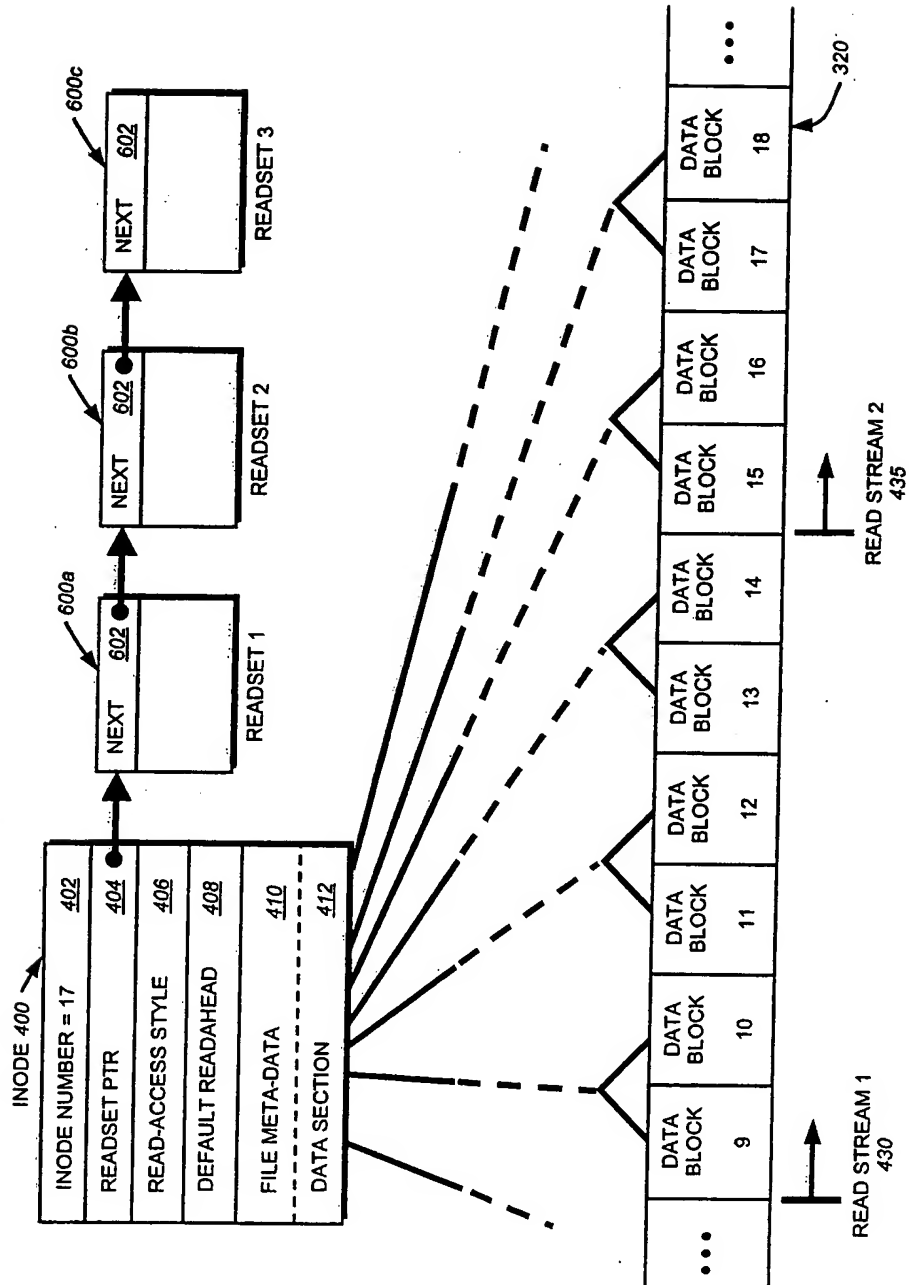 INODE 400
INODE NUMBER = 17 402
READSET PTR 404
READ-ACCESS STYLE 406
DEFAULT READAHEAD 408
FILE META-DATA 410
DATA SECTION 412
600a
NEXT 602
READSET 1
600b
NEXT 602
READSET 2
600c
NEXT 602
READSET 3
•••
DATA BLOCK 9
DATA BLOCK 10
DATA BLOCK 11
DATA BLOCK 12
DATA BLOCK 13
DATA BLOCK 14
DATA BLOCK 15
DATA BLOCK 16
DATA BLOCK 17
DATA BLOCK 18
•••
320
READ STREAM 1
430
READ STREAM 2
435